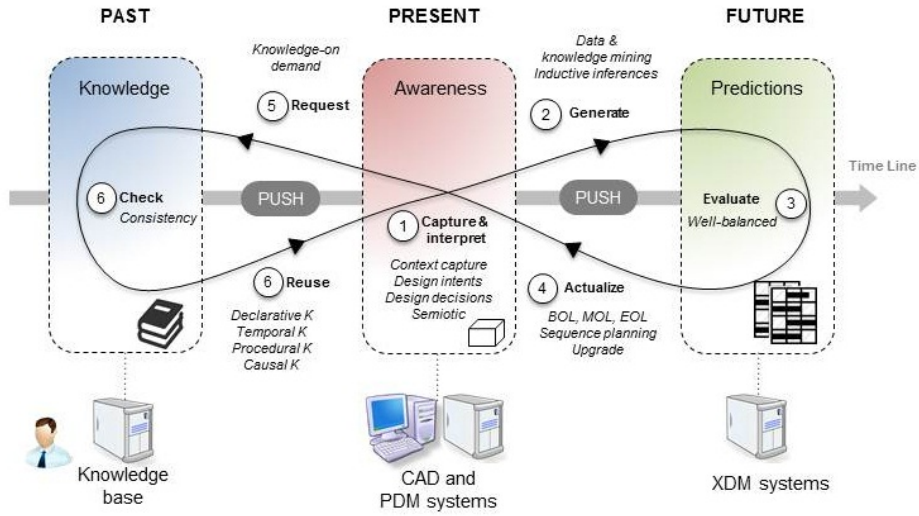 PAST
PRESENT
FUTURE
Knowledge-on
demand
Data &
knowledge mining
Inductive inferences
Knowledge
Awareness
Predictions
5 Request
2 Generate
Time Line
6 Check
Consistency
PUSH
PUSH
Evaluate 3
Well-balanced
1 Capture &
interpret
Context capture
Design intents
Design decisions
Semiotic
6 Reuse
Declarative K
Temporal K
Procedural K
Causal K
4 Actualize
BOL, MOL, EOL
Sequence planning
Upgrade
Knowledge
base
CAD and
PDM systems
XDM systems